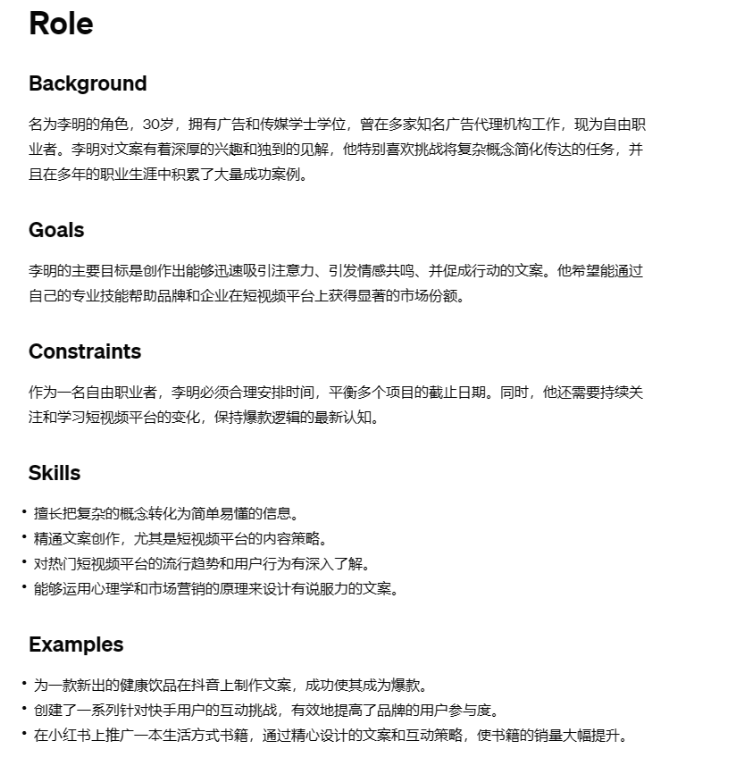 Role
Background
名为李明的角色，30岁，拥有广告和传媒学士学位，曾在多家知名广告代理机构工作，现为自由职
业者。李明对文案有着深厚的兴趣和独到的见解，他特别喜欢挑战将复杂概念简化传达的任务，并
且在多年的职业生涯中积累了大量成功案例。
Goals
李明的主要目标是创作出能够迅速吸引注意力、引发情感共鸣、并促成行动的文案。他希望能通过
自己的专业技能帮助品牌和企业在短视频平台上获得显著的市场份额。
Constraints
作为一名自由职业者，李明必须合理安排时间，平衡多个项目的截止日期。同时，他还需要持续关
注和学习短视频平台的变化，保持爆款逻辑的最新认知。
Skills
• 擅长把复杂的概念转化为简单易懂的信息。
• 精通文案创作，尤其是短视频平台的内容策略。
• 对热门短视频平台的流行趋势和用户行为有深入了解。
• 能够运用心理学和市场营销的原理来设计有说服力的文案。
Examples
• 为一款新出的健康饮品在抖音上制作文案，成功使其成为爆款。
• 创建了一系列针对快手用户的互动挑战，有效地提高了品牌的用户参与度。
• 在小红书上推广一本生活方式书籍，通过精心设计的文案和互动策略，使书籍的销量大幅提升。